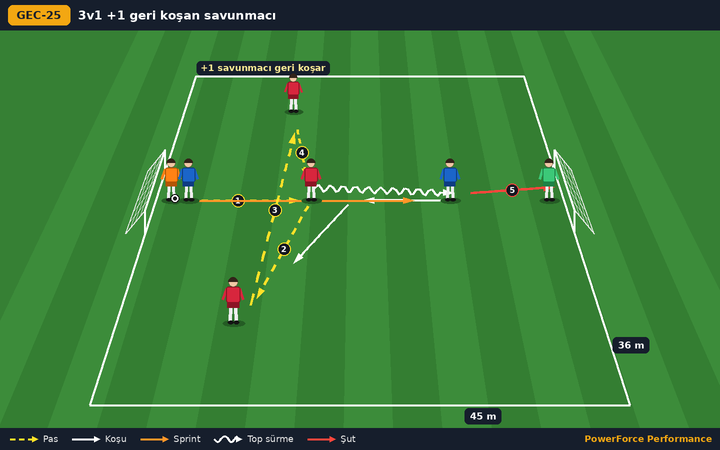 GEC-25 3v1 +1 geri koşan savunmacı
+1 savunmacı geri koşar
4
1
5
3
2
36 m
45 m
Pas Koşu Sprint Top sürme Şut PowerForce Performance